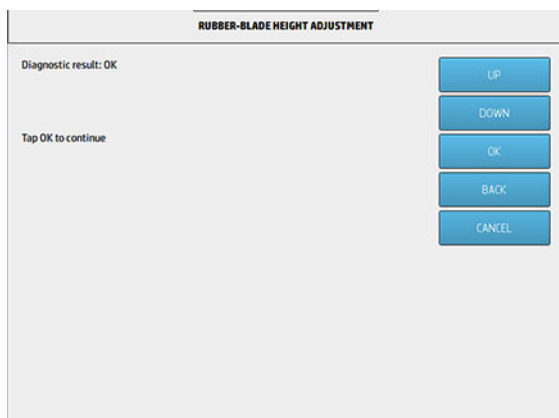 RUBBER-BLADE HEIGHT ADJUSTMENT
Diagnostic result: OK
Tap OK to continue
UP
DOWN
OK
BACK
CANCEL